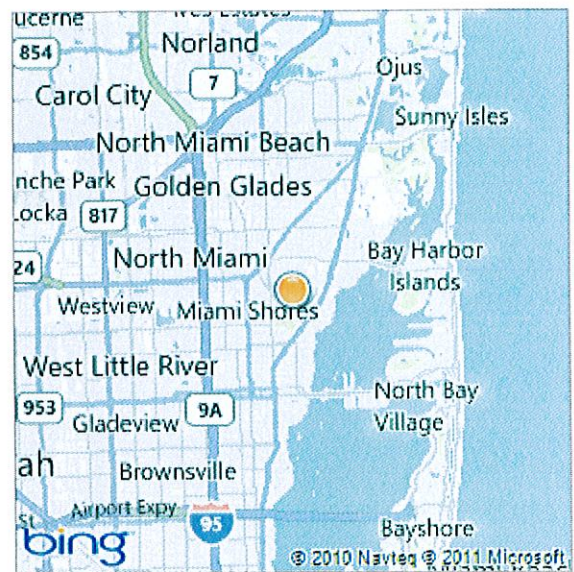 ucerne
854
Norland
7
Ojus
Carol City
Sunny Isles
North Miami Beach
nche Park
Golden Glades
Locka
817
24
North Miami
Bay Harbor
Islands
Westview
Miami Shores
West Little River
953
9A
North Bay
Village
Gladeview
ah
Brownsville
St
Airport Expy
95
Bayshore
bing
© 2010 Navteq © 2011 Microsoft